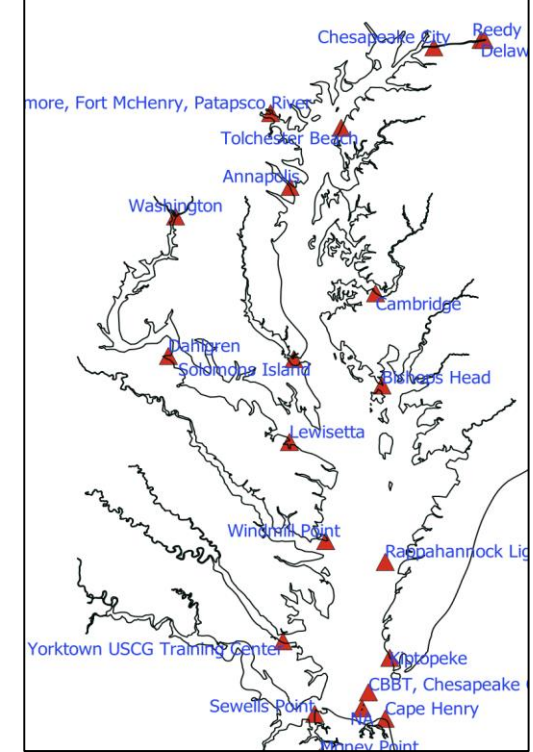 Reedy
Chesapeake City
Delaw
more, Fort McHenry, Patapsco River
Tolchester Beach
Annapolis
Washington
Cambridge
Dahlgren
Solomons Island
Bishops Head
Lewisetta
Windmill Point
Rappahannock Lig
Yorktown USCG Training Center
Kiptopeke
CBBT, Chesapeake
Sewells Point
Cape Henry
NA
Money Point